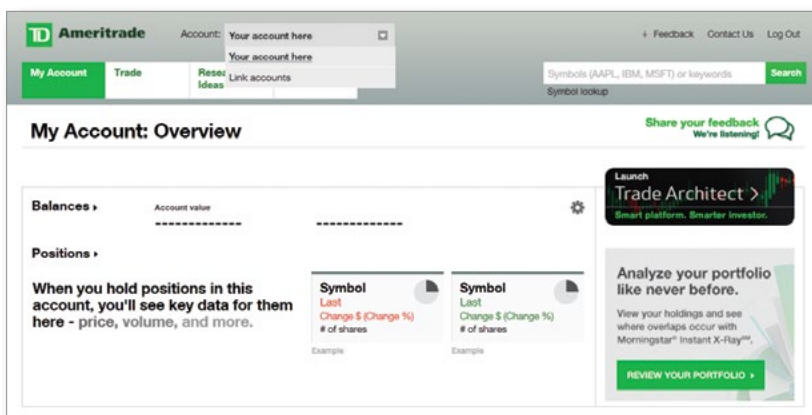 TD Ameritrade
Account: Your account here
Your account here
Link accounts
Feedback Contact Us Log Out
My Account Trade
Ideas
Symbols (AAPL, IBM, MSFT) or keywords Search
Symbol lookup
My Account: Overview
Share your feedback
We're listening!
Balances
Account value
-------------
-------------
Positions
When you hold positions in this
account, you'll see key data for them
here - price, volume, and more.
Symbol
Last
Change $ (Change %)
# of shares
Example
Symbol
Last
Change $ (Change %)
# of shares
Example
Launch
Trade Architect >
Smart platform. Smarter investor.
Analyze your portfolio
like never before.
View your holdings and see
where overlaps occur with
Morningstar® Instant X-Ray℠.
REVIEW YOUR PORTFOLIO